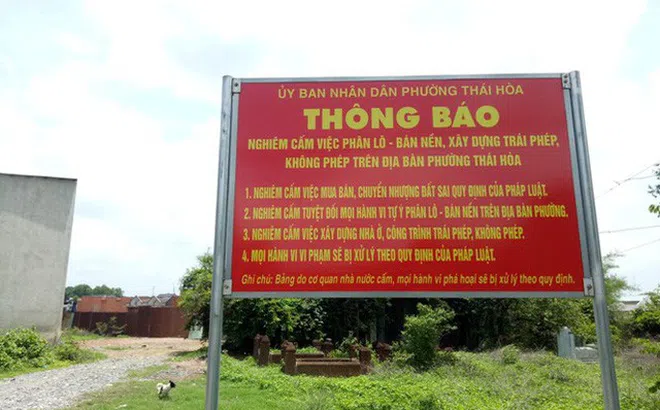 ỦY BAN NHÂN DÂN PHƯỜNG THÁI HÒA
THÔNG BÁO
NGHIÊM CẤM VIỆC PHÂN LÔ - BÁN NỀN, XÂY DỰNG TRÁI PHÉP,
KHÔNG PHÉP TRÊN ĐỊA BÀN PHƯỜNG THÁI HÒA
1. NGHIÊM CẤM VIỆC MUA BÁN, CHUYỂN NHƯỢNG ĐẤT SAI QUY ĐỊNH CỦA PHÁP LUẬT.
2. NGHIÊM CẤM TUYỆT ĐỐI MỌI HÀNH VI TỰ Ý PHÂN LÔ - BÁN NỀN TRÊN ĐỊA BÀN PHƯỜNG.
3. NGHIÊM CẤM VIỆC XÂY DỰNG NHÀ Ở, CÔNG TRÌNH TRÁI PHÉP, KHÔNG PHÉP.
4. MỌI HÀNH VI VI PHẠM SẼ BỊ XỬ LÝ THEO QUY ĐỊNH CỦA PHÁP LUẬT.
Ghi chú: Bảng do cơ quan nhà nước cắm, mọi hành vi phá hoại sẽ bị xử lý theo quy định.